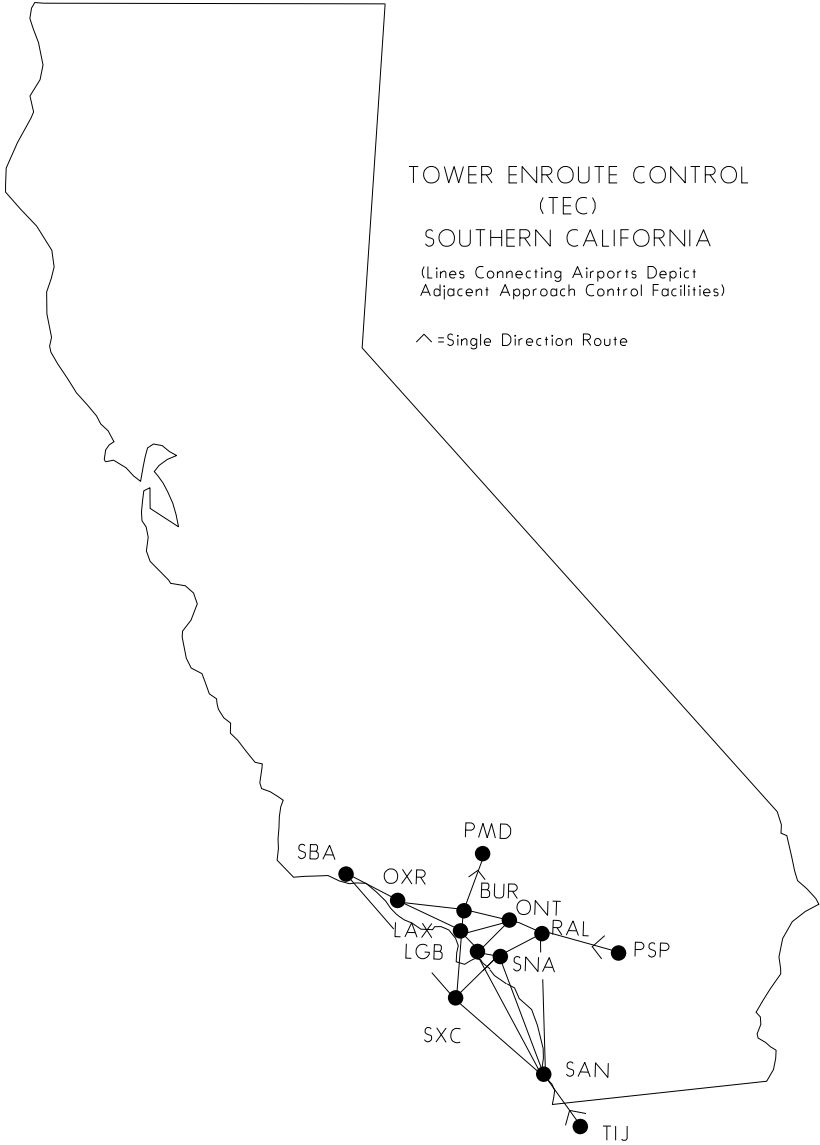 TOWER ENROUTE CONTROL
(TEC)
SOUTHERN CALIFORNIA
(Lines Connecting Airports Depict
Adjacent Approach Control Facilities)
=Single Direction Route
PMD
SBA
OXR
BUR
ONT
LAX
RAL
LGB
PSP
SNA
SXC
SAN
TIJ